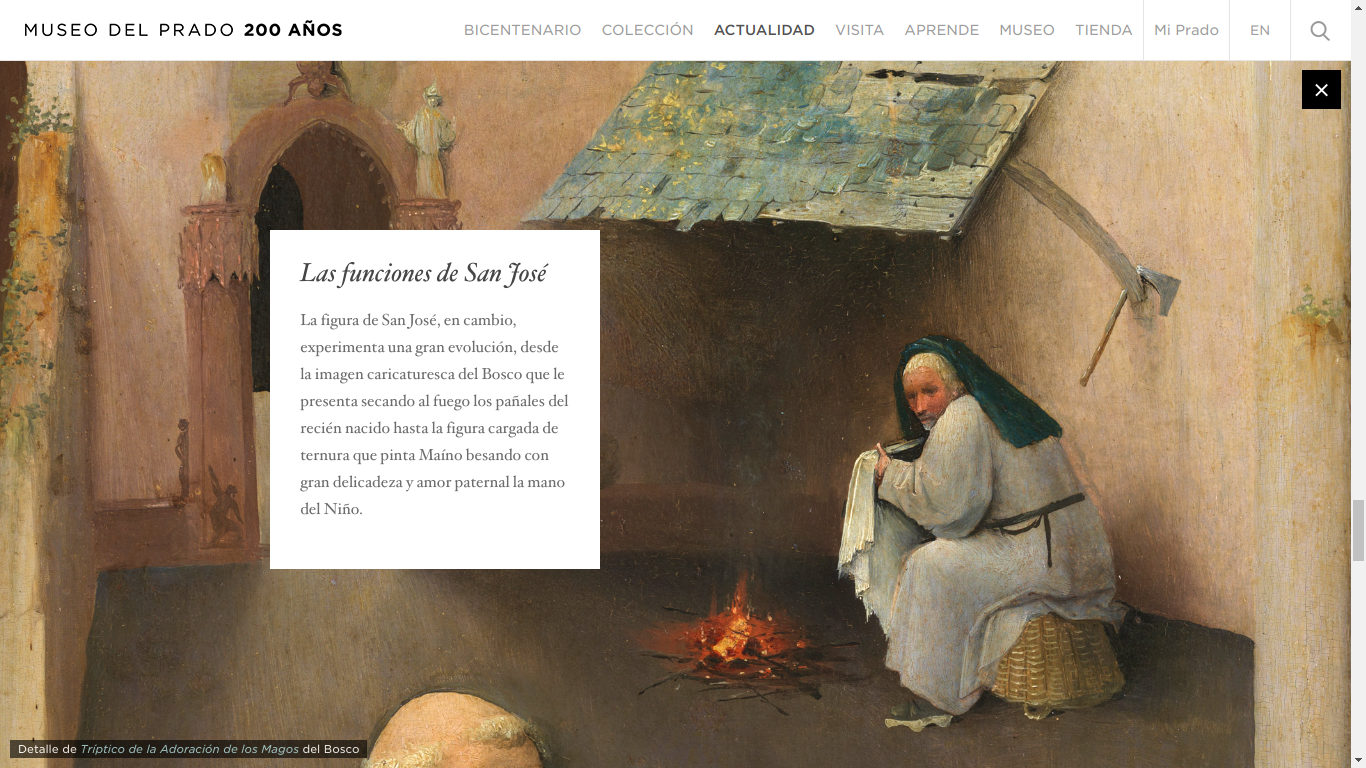 MUSEO DEL PRADO 200 AÑOS
BICENTENARIO COLECCIÓN ACTUALIDAD VISITA APRENDE MUSEO TIENDA Mi Prado EN
Las funciones de San José
La figura de San José, en cambio,
experimenta una gran evolución, desde
la imagen caricaturesca del Bosco que le
presenta secando al fuego los pañales del
recién nacido hasta la figura cargada de
ternura que pinta Maíno besando con
gran delicadeza y amor paternal la mano
del Niño.
Detalle de Tríptico de la Adoración de los Magos del Bosco